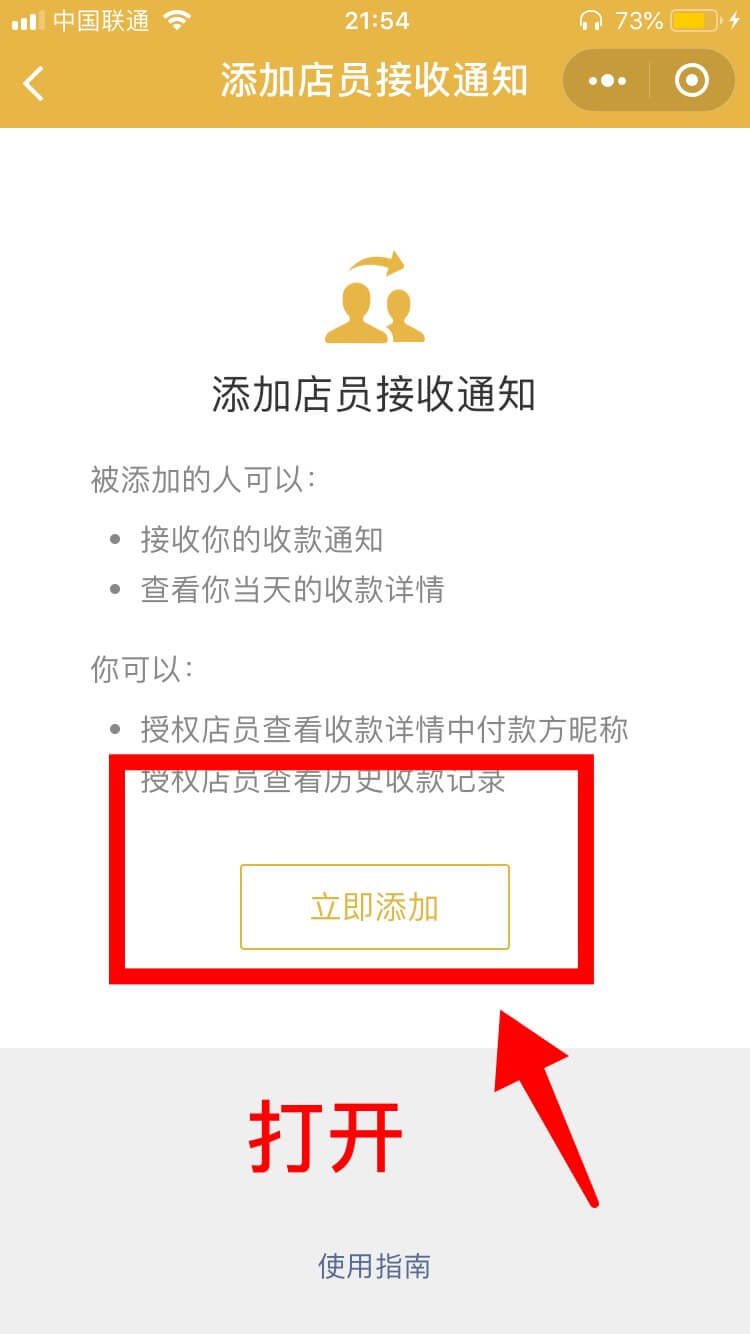 中国联通 21:54 73%
添加店员接收通知
添加店员接收通知
被添加的人可以：
接收你的收款通知
查看你当天的收款详情
你可以：
授权店员查看收款详情中付款方昵称
授权店员查看历史收款记录
立即添加
打开
使用指南